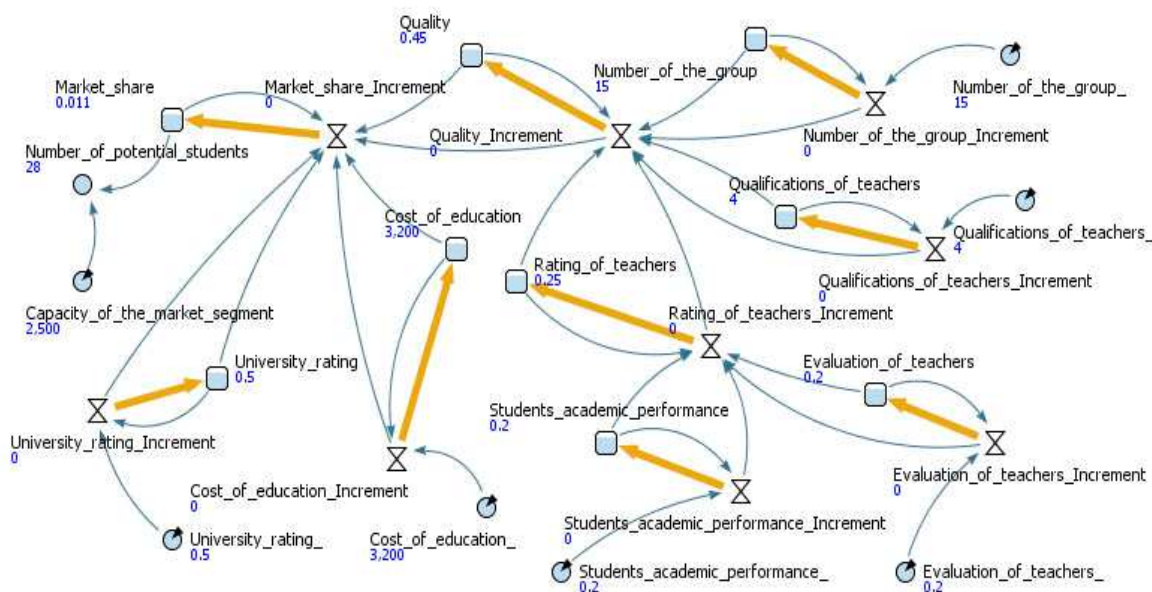 Quality
0.45
Market_share
0.011
Market_share_Increment
0
Number_of_the_group
15
Number_of_the_group_
15
Number_of_potential_students
28
Quality_Increment
0
Number_of_the_group_Increment
0
Qualifications_of_teachers
4
Cost_of_education
3,200
Qualifications_of_teachers_
4
Rating_of_teachers
0.25
Qualifications_of_teachers_Increment
0
Capacity_of_the_market_segment
2,500
Rating_of_teachers_Increment
0
University_rating
0.5
Evaluation_of_teachers
0.2
Students_academic_performance
0.2
University_rating_Increment
0
Evaluation_of_teachers_Increment
0
Cost_of_education_Increment
0
Students_academic_performance_Increment
0
University_rating_
0.5
Cost_of_education_
3,200
Students_academic_performance_
0.2
Evaluation_of_teachers_
0.2